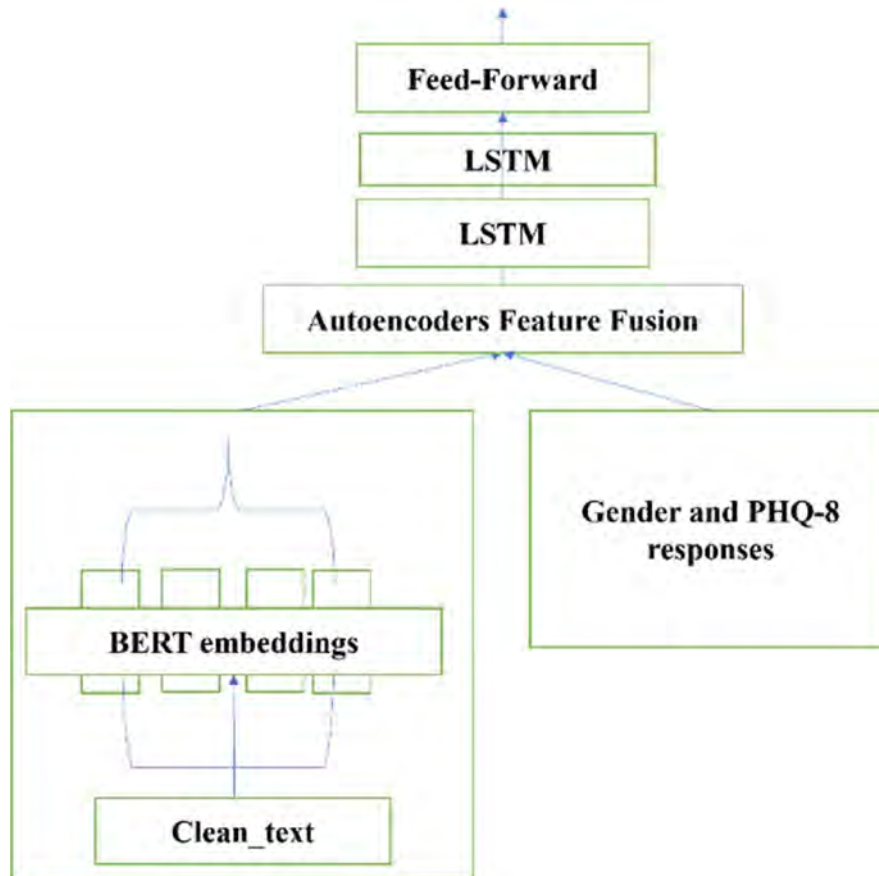 Feed-Forward
LSTM
LSTM
Autoencoders Feature Fusion
BERT embeddings
Clean_text
Gender and PHQ-8
responses